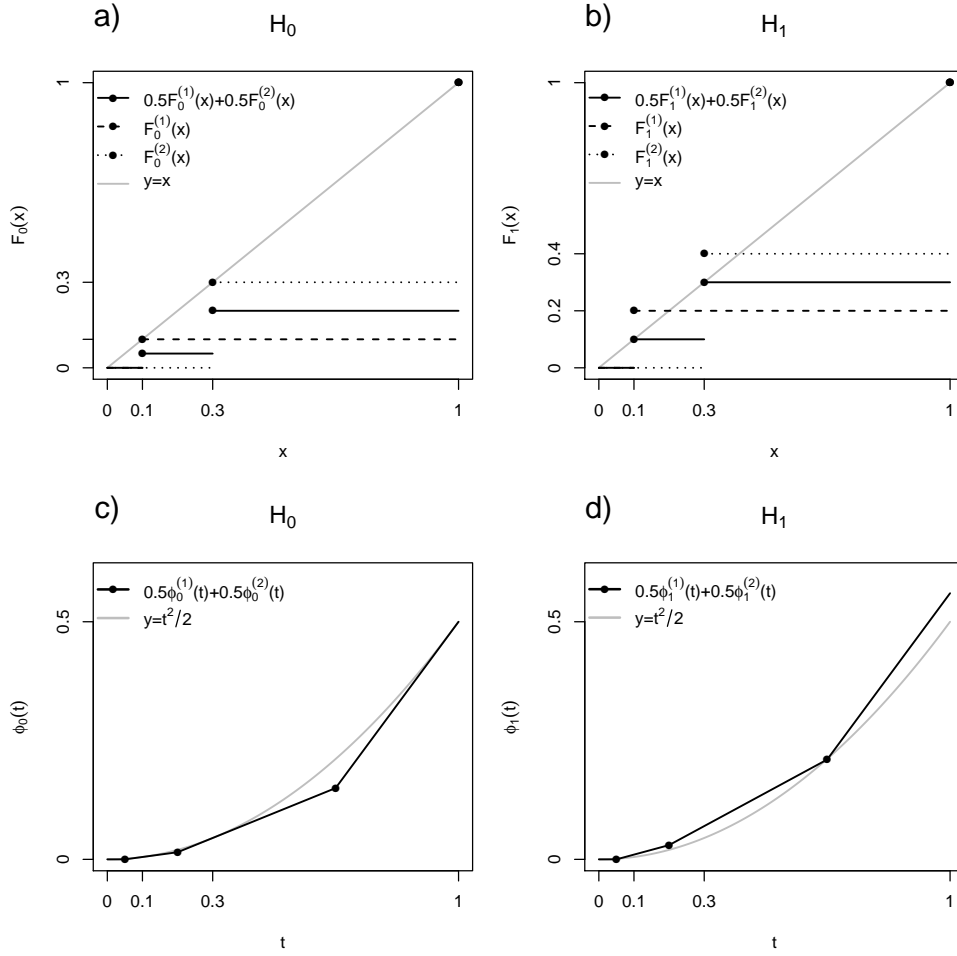 a)
H₀
0.5F₀⁽¹⁾(x)+0.5F₀⁽²⁾(x)
F₀⁽¹⁾(x)
F₀⁽²⁾(x)
y=x
F₀(x)
1
0.3
0
0 0.1 0.3 1
x
b)
H₁
0.5F₁⁽¹⁾(x)+0.5F₁⁽²⁾(x)
F₁⁽¹⁾(x)
F₁⁽²⁾(x)
y=x
F₁(x)
1
0.4
0.2
0
0 0.1 0.3 1
x
c)
H₀
0.5ϕ₀⁽¹⁾(t)+0.5ϕ₀⁽²⁾(t)
y=t²/2
ϕ₀(t)
0.5
0
0 0.1 0.3 1
t
d)
H₁
0.5ϕ₁⁽¹⁾(t)+0.5ϕ₁⁽²⁾(t)
y=t²/2
ϕ₁(t)
0.5
0
0 0.1 0.3 1
t